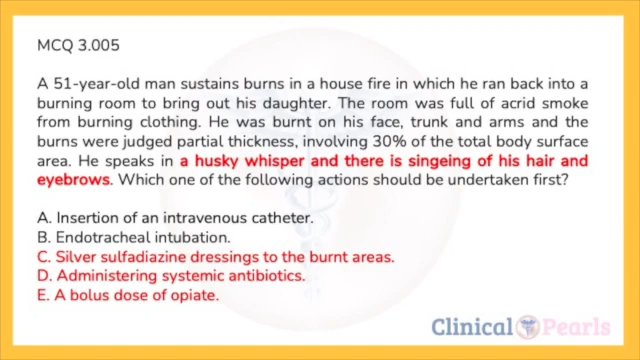 MCQ 3.005
A 51-year-old man sustains burns in a house fire in which he ran back into a
burning room to bring out his daughter. The room was full of acrid smoke
from burning clothing. He was burnt on his face, trunk and arms and the
burns were judged partial thickness, involving 30% of the total body surface
area. He speaks in a husky whisper and there is singeing of his hair and
eyebrows. Which one of the following actions should be undertaken first?
A. Insertion of an intravenous catheter.
B. Endotracheal intubation.
C. Silver sulfadiazine dressings to the burnt areas.
D. Administering systemic antibiotics.
E. A bolus dose of opiate.
Clinical Pearls